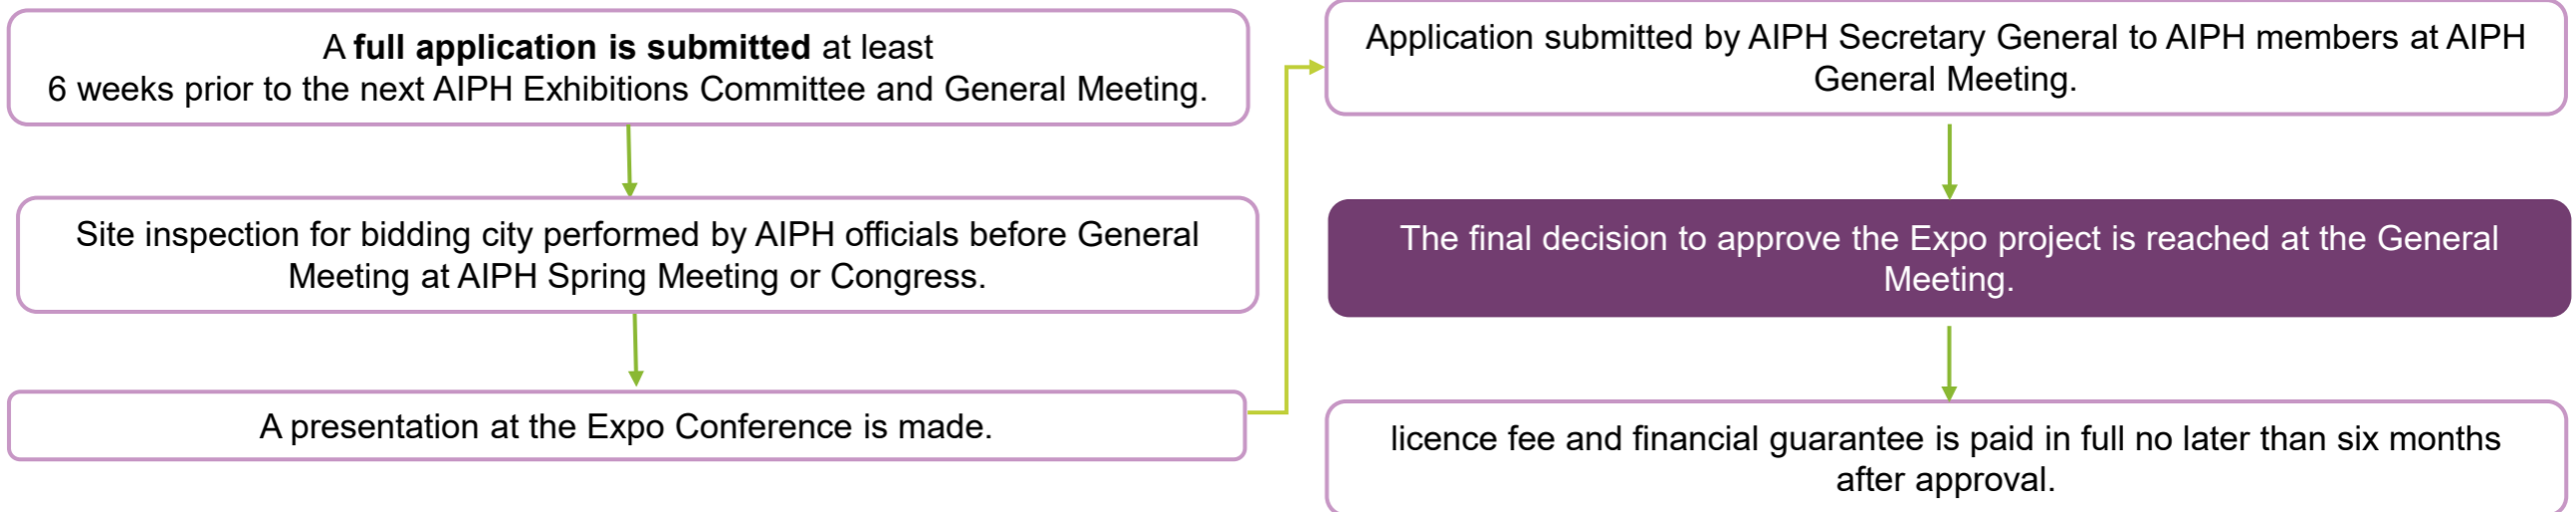 A full application is submitted at least
6 weeks prior to the next AIPH Exhibitions Committee and General Meeting.
Site inspection for bidding city performed by AIPH officials before General
Meeting at AIPH Spring Meeting or Congress.
A presentation at the Expo Conference is made.
Application submitted by AIPH Secretary General to AIPH members at AIPH
General Meeting.
The final decision to approve the Expo project is reached at the General
Meeting.
licence fee and financial guarantee is paid in full no later than six months
after approval.